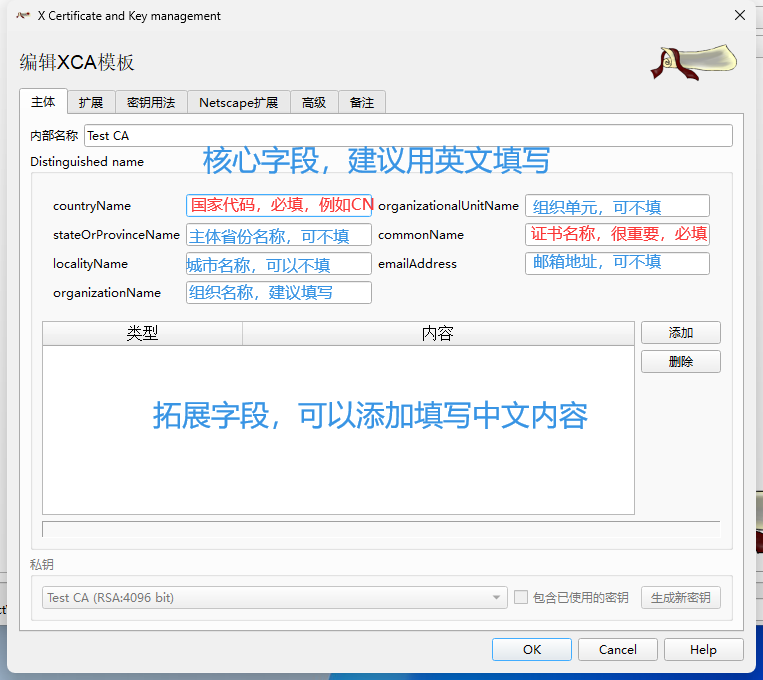 X Certificate and Key management
编辑XCA模板
主体 扩展 密钥用法 Netscape扩展 高级 备注
内部名称 Test CA
Distinguished name
核心字段，建议用英文填写
countryName 国家代码，必填，例如CN organizationalUnitName 组织单元，可不填
stateOrProvinceName 主体省份名称，可不填 commonName 证书名称，很重要，必填
localityName 城市名称，可以不填 emailAddress 邮箱地址，可不填
organizationName 组织名称，建议填写
类型 内容 添加
删除
拓展字段，可以添加填写中文内容
私钥
Test CA (RSA:4096 bit) 包含已使用的密钥 生成新密钥
OK Cancel Help